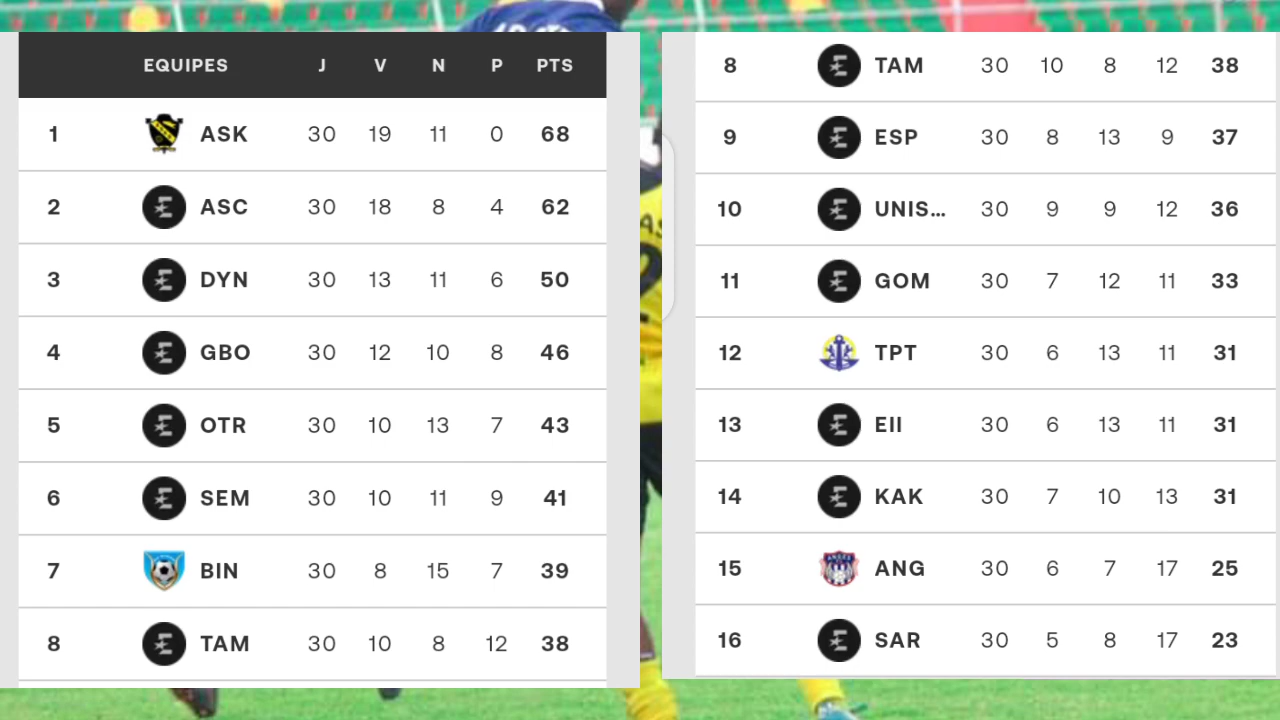 EQUIPES J V N P PTS
1 ASK 30 19 11 0 68
2 ASC 30 18 8 4 62
3 DYN 30 13 11 6 50
4 GBO 30 12 10 8 46
5 OTR 30 10 13 7 43
6 SEM 30 10 11 9 41
7 BIN 30 8 15 7 39
8 TAM 30 10 8 12 38
8 TAM 30 10 8 12 38
9 ESP 30 8 13 9 37
10 UNIS... 30 9 9 12 36
11 GOM 30 7 12 11 33
12 TPT 30 6 13 11 31
13 EII 30 6 13 11 31
14 KAK 30 7 10 13 31
15 ANG 30 6 7 17 25
16 SAR 30 5 8 17 23